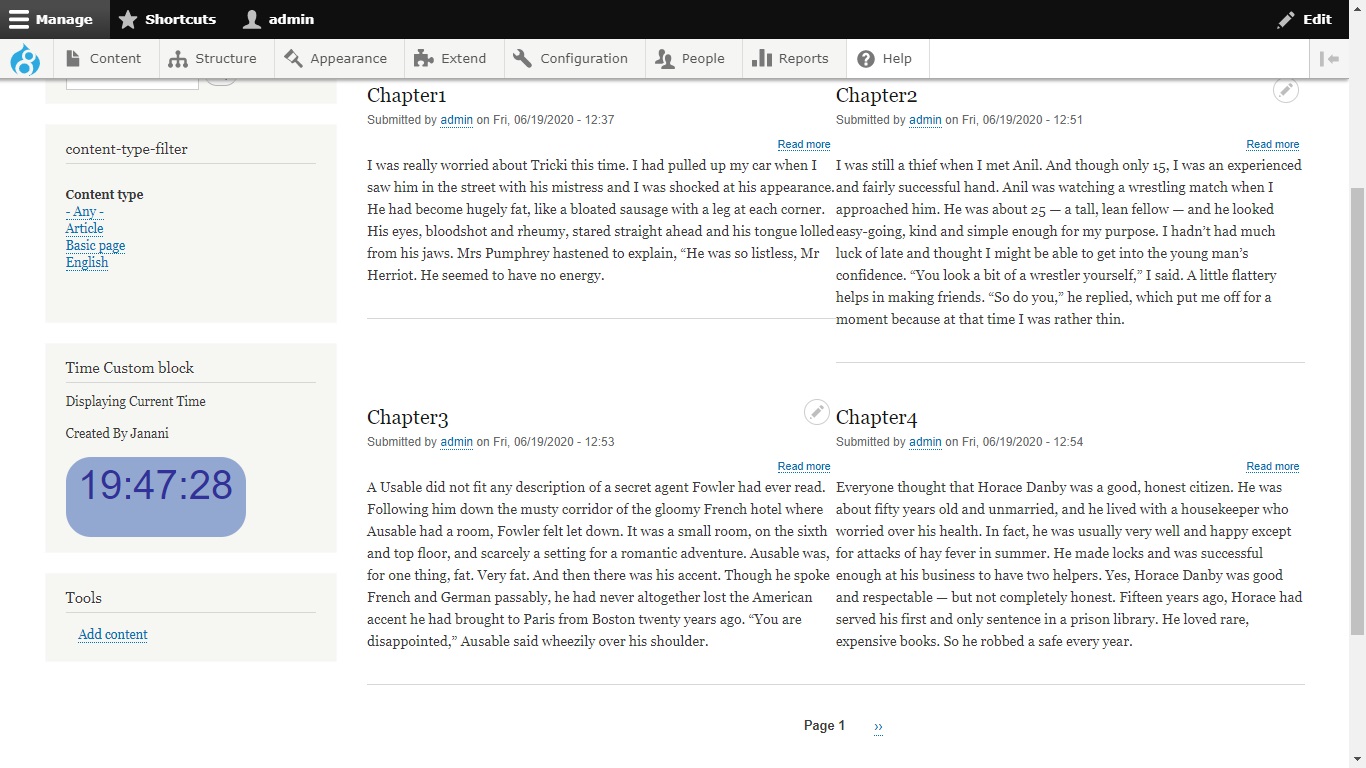 Manage Shortcuts admin Edit
Content Structure Appearance Extend Configuration People Reports Help
content-type-filter
Content type
- Any -
Article
Basic page
English
Time Custom block
Displaying Current Time
Created By Janani
19:47:28
Tools
Add content
Chapter1
Submitted by admin on Fri, 06/19/2020 - 12:37
Read more
I was really worried about Tricki this time. I had pulled up my car when I
saw him in the street with his mistress and I was shocked at his appearance.
He had become hugely fat, like a bloated sausage with a leg at each corner.
His eyes, bloodshot and rheumy, stared straight ahead and his tongue lolled
from his jaws. Mrs Pumphrey hastened to explain, “He was so listless, Mr
Herriot. He seemed to have no energy.
Chapter2
Submitted by admin on Fri, 06/19/2020 - 12:51
Read more
I was still a thief when I met Anil. And though only 15, I was an experienced
and fairly successful hand. Anil was watching a wrestling match when I
approached him. He was about 25 — a tall, lean fellow — and he looked
easy-going, kind and simple enough for my purpose. I hadn’t had much
luck of late and thought I might be able to get into the young man’s
confidence. “You look a bit of a wrestler yourself,” I said. A little flattery
helps in making friends. “So do you,” he replied, which put me off for a
moment because at that time I was rather thin.
Chapter3
Submitted by admin on Fri, 06/19/2020 - 12:53
Read more
A Usable did not fit any description of a secret agent Fowler had ever read.
Following him down the musty corridor of the gloomy French hotel where
Ausable had a room, Fowler felt let down. It was a small room, on the sixth
and top floor, and scarcely a setting for a romantic adventure. Ausable was,
for one thing, fat. Very fat. And then there was his accent. Though he spoke
French and German passably, he had never altogether lost the American
accent he had brought to Paris from Boston twenty years ago. “You are
disappointed,” Ausable said wheezily over his shoulder.
Chapter4
Submitted by admin on Fri, 06/19/2020 - 12:54
Read more
Everyone thought that Horace Danby was a good, honest citizen. He was
about fifty years old and unmarried, and he lived with a housekeeper who
worried over his health. In fact, he was usually very well and happy except
for attacks of hay fever in summer. He made locks and was successful
enough at his business to have two helpers. Yes, Horace Danby was good
and respectable — but not completely honest. Fifteen years ago, Horace had
served his first and only sentence in a prison library. He loved rare,
expensive books. So he robbed a safe every year.
Page 1 ››